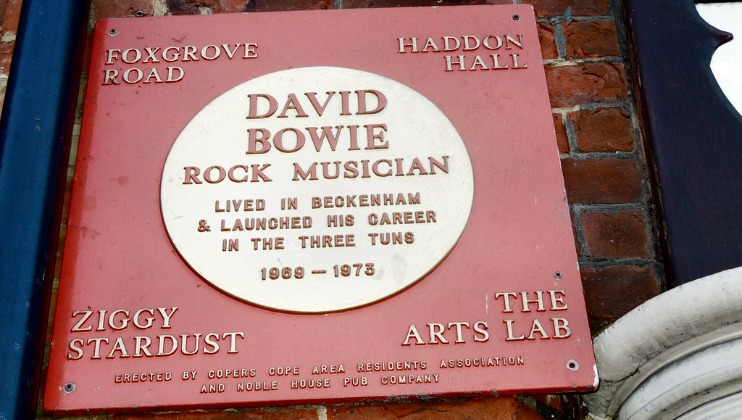 FOXGROVE
ROAD
HADDON
HALL
DAVID
BOWIE
ROCK MUSICIAN
LIVED IN BECKENHAM
& LAUNCHED HIS CAREER
IN THE THREE TUNS
1969 — 1973
ZIGGY
STARDUST
THE
ARTS LAB
ERECTED BY COPERS COPE AREA RESIDENTS ASSOCIATION
AND NOBLE HOUSE PUB COMPANY